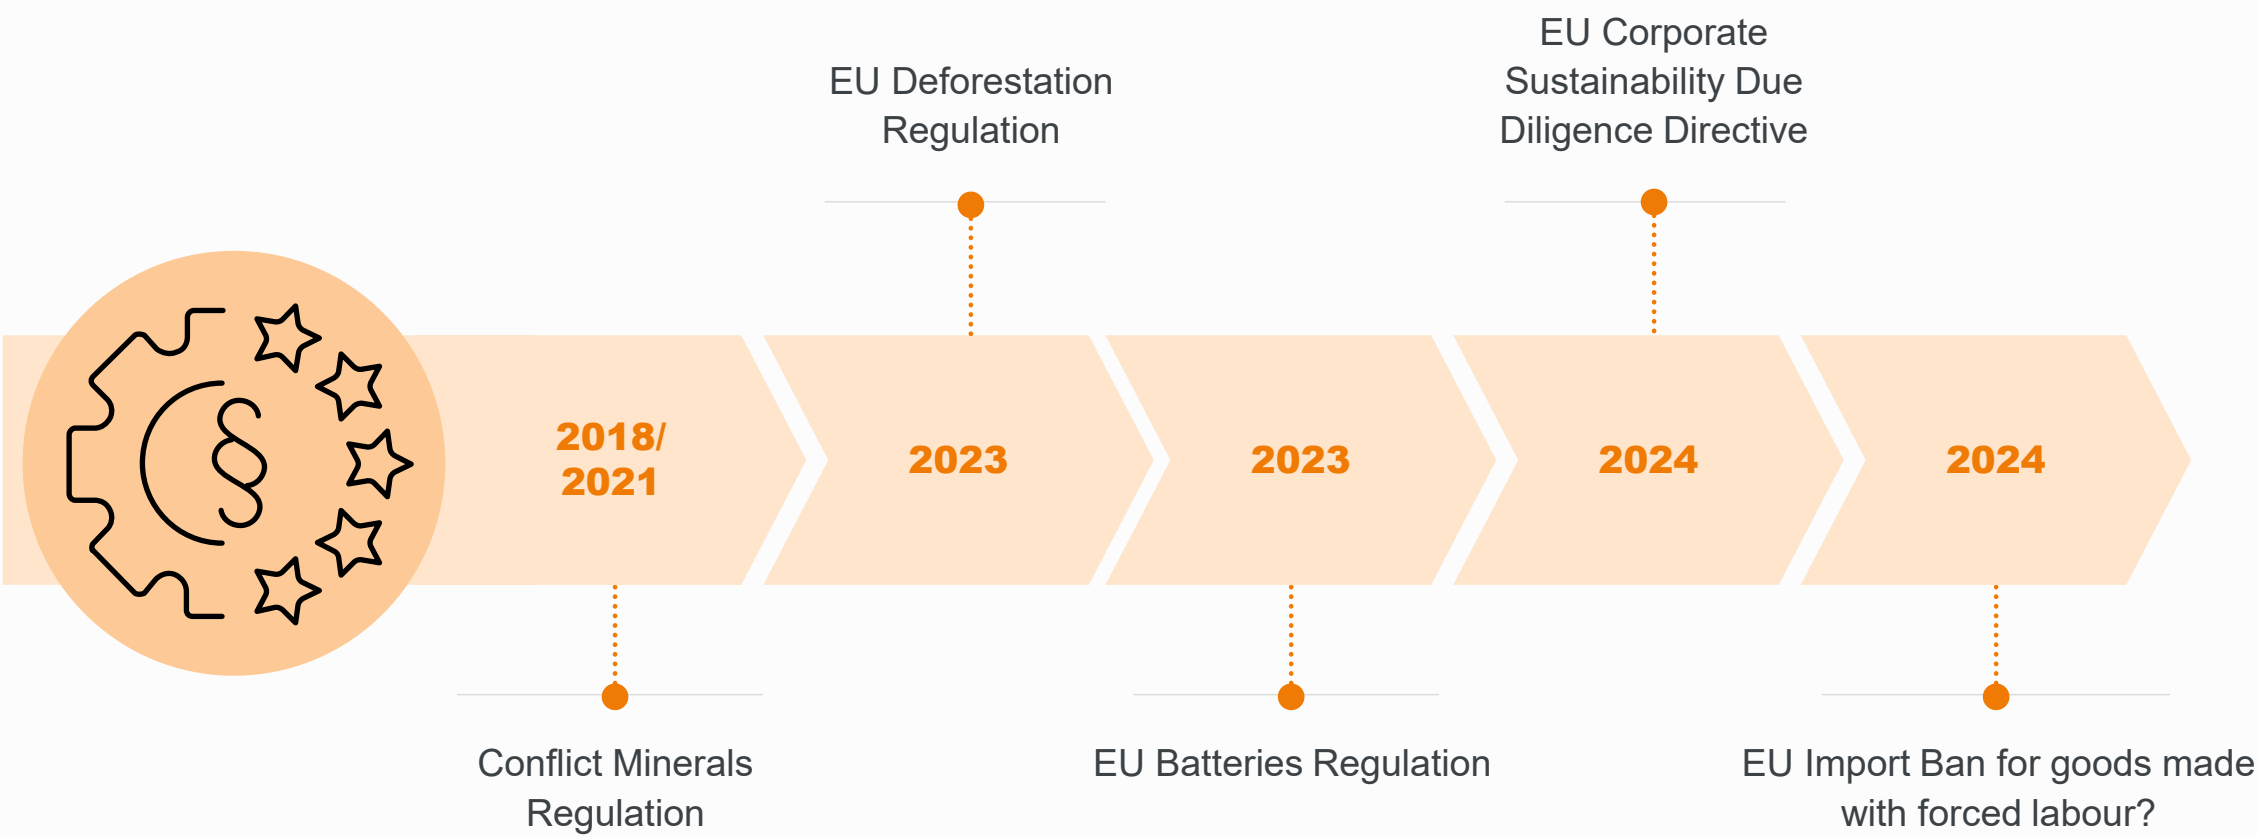 EU Deforestation
Regulation
EU Corporate
Sustainability Due
Diligence Directive
§
2018/
2021
2023
2023
2024
2024
Conflict Minerals
Regulation
EU Batteries Regulation
EU Import Ban for goods made
with forced labour?